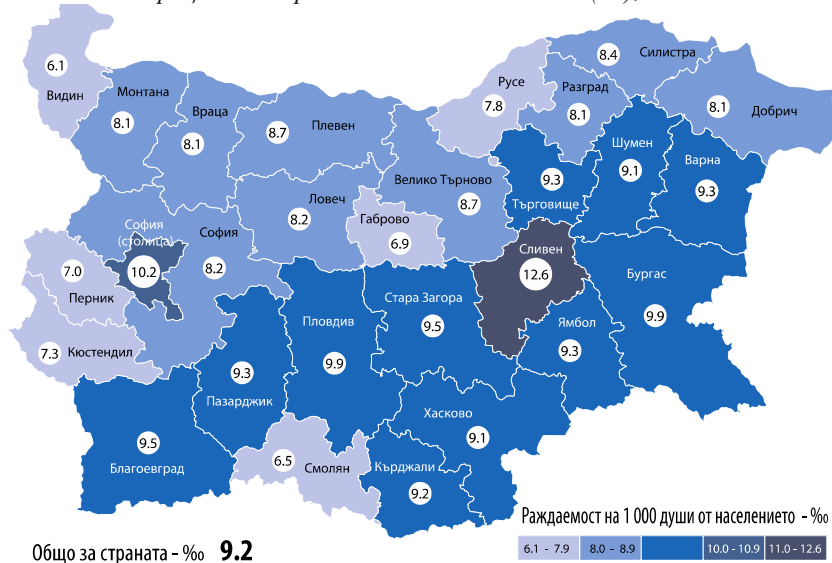 6.1
Видин
Монтана
8.1
Враца
8.1
8.7
Плевен
Русе
7.8
8.4
Силистра
Разград
8.1
8.1
Добрич
Шумен
9.1
Варна
9.3
9.3
Търговище
Велико Търново
8.7
Ловеч
8.2
Габрово
6.9
София
(столица)
10.2
София
8.2
7.0
Перник
7.3 Кюстендил
Сливен
12.6
Бургас
9.9
Стара Загора
9.5
Ямбол
9.3
Пловдив
9.9
9.3
Пазарджик
9.5
Благоевград
Хасково
9.1
6.5
Смолян
Кърджали
9.2
Общо за страната - ‰ 9.2
Раждаемост на 1 000 души от населението - ‰
6.1 - 7.9
8.0 - 8.9
10.0 - 10.9
11.0 - 12.6